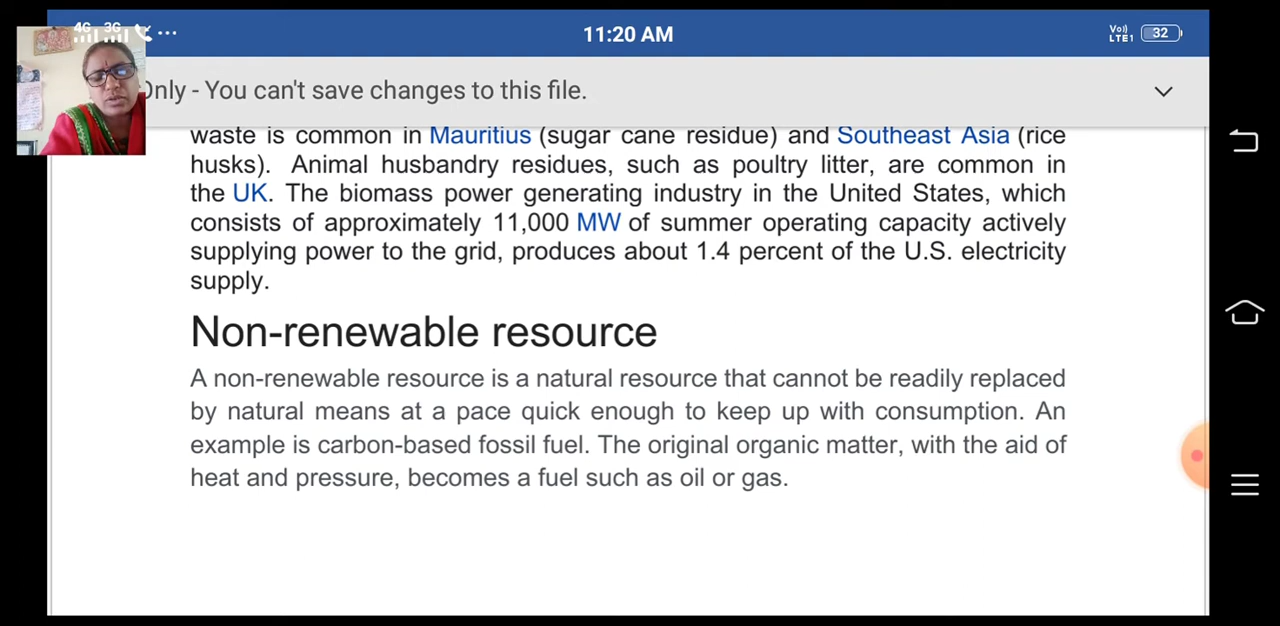 4G 3G ...
11:20 AM
Vo)) LTE1 32
Only - You can't save changes to this file.
waste is common in Mauritius (sugar cane residue) and Southeast Asia (rice
husks). Animal husbandry residues, such as poultry litter, are common in
the UK. The biomass power generating industry in the United States, which
consists of approximately 11,000 MW of summer operating capacity actively
supplying power to the grid, produces about 1.4 percent of the U.S. electricity
supply.
Non-renewable resource
A non-renewable resource is a natural resource that cannot be readily replaced
by natural means at a pace quick enough to keep up with consumption. An
example is carbon-based fossil fuel. The original organic matter, with the aid of
heat and pressure, becomes a fuel such as oil or gas.